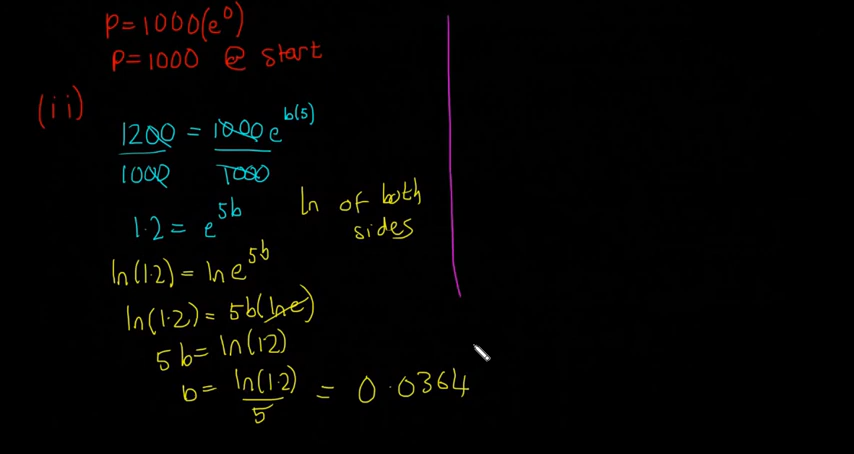 P=1000(e^0)
P=1000 @ start
(ii)
1200/1000 = 1000e^b(5)/1000
1.2 = e^5b
ln of both sides
ln(1.2) = ln e^5b
ln(1.2) = 5b(ln e)
5b = ln(1.2)
b = ln(1.2)/5 = 0.0364